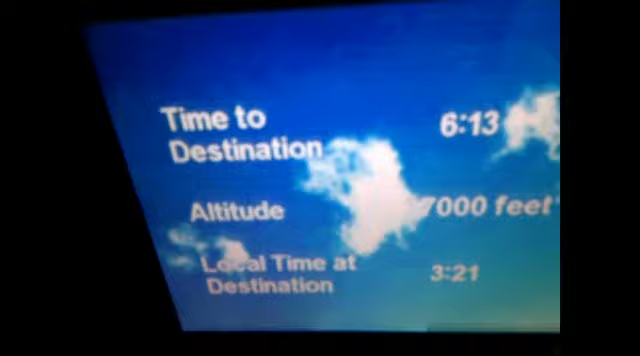 Time to 6:13
Destination
Altitude 7000 feet
Local Time at 3:21
Destination